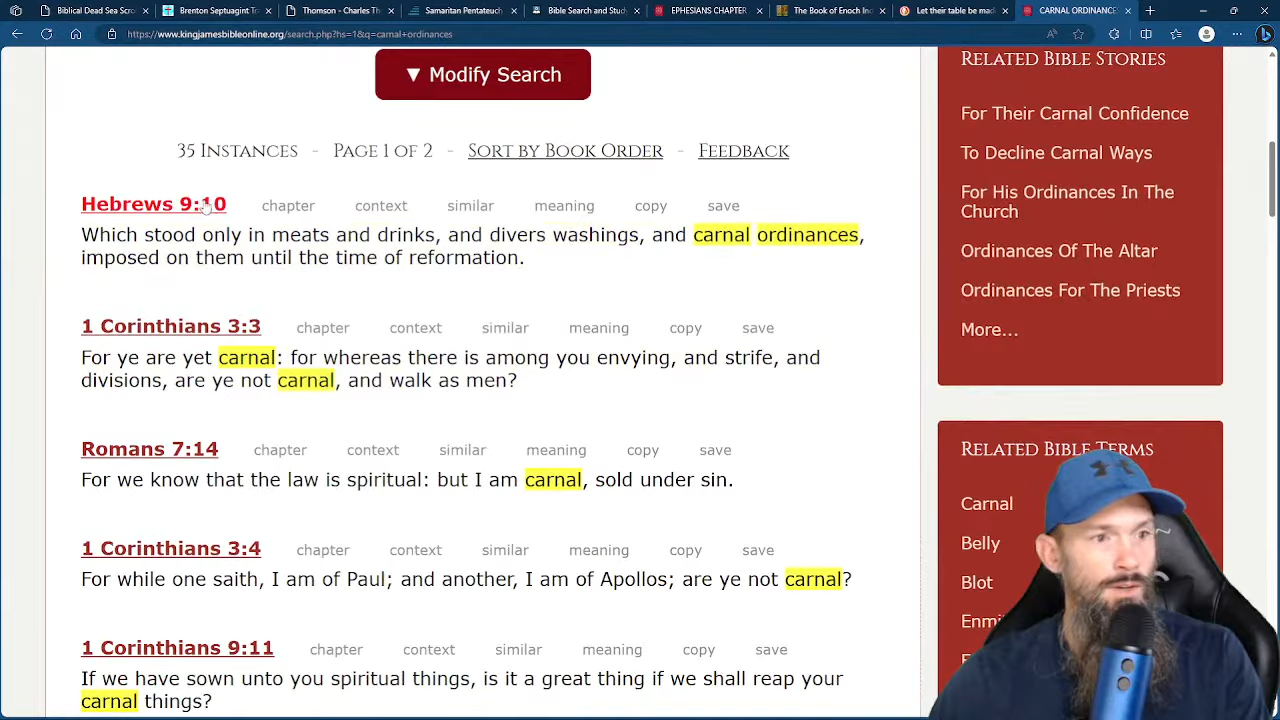 Biblical Dead Sea Scro
Brenton Septuagint T
Thomson - Charles Th
Samaritan Pentateuch
Bible Search and Study
EPHESIANS CHAPTER
The Book of Enoch In
Let their table be mad
CARNAL ORDINANCES
https://www.kingjamesbibleonline.org/search.php?hs=1&q=carnal+ordinances
▼ Modify Search
35 Instances - Page 1 of 2 - Sort by Book Order - Feedback
Hebrews 9:10 chapter context similar meaning copy save
Which stood only in meats and drinks, and divers washings, and carnal ordinances,
imposed on them until the time of reformation.
1 Corinthians 3:3 chapter context similar meaning copy save
For ye are yet carnal: for whereas there is among you envying, and strife, and
divisions, are ye not carnal, and walk as men?
Romans 7:14 chapter context similar meaning copy save
For we know that the law is spiritual: but I am carnal, sold under sin.
1 Corinthians 3:4 chapter context similar meaning copy save
For while one saith, I am of Paul; and another, I am of Apollos; are ye not carnal?
1 Corinthians 9:11 chapter context similar meaning copy save
If we have sown unto you spiritual things, is it a great thing if we shall reap your
carnal things?
Related Bible Stories
For Their Carnal Confidence
To Decline Carnal Ways
For His Ordinances In The
Church
Ordinances Of The Altar
Ordinances For The Priests
More...
Related Bible Terms
Carnal
Belly
Blot
Enmi